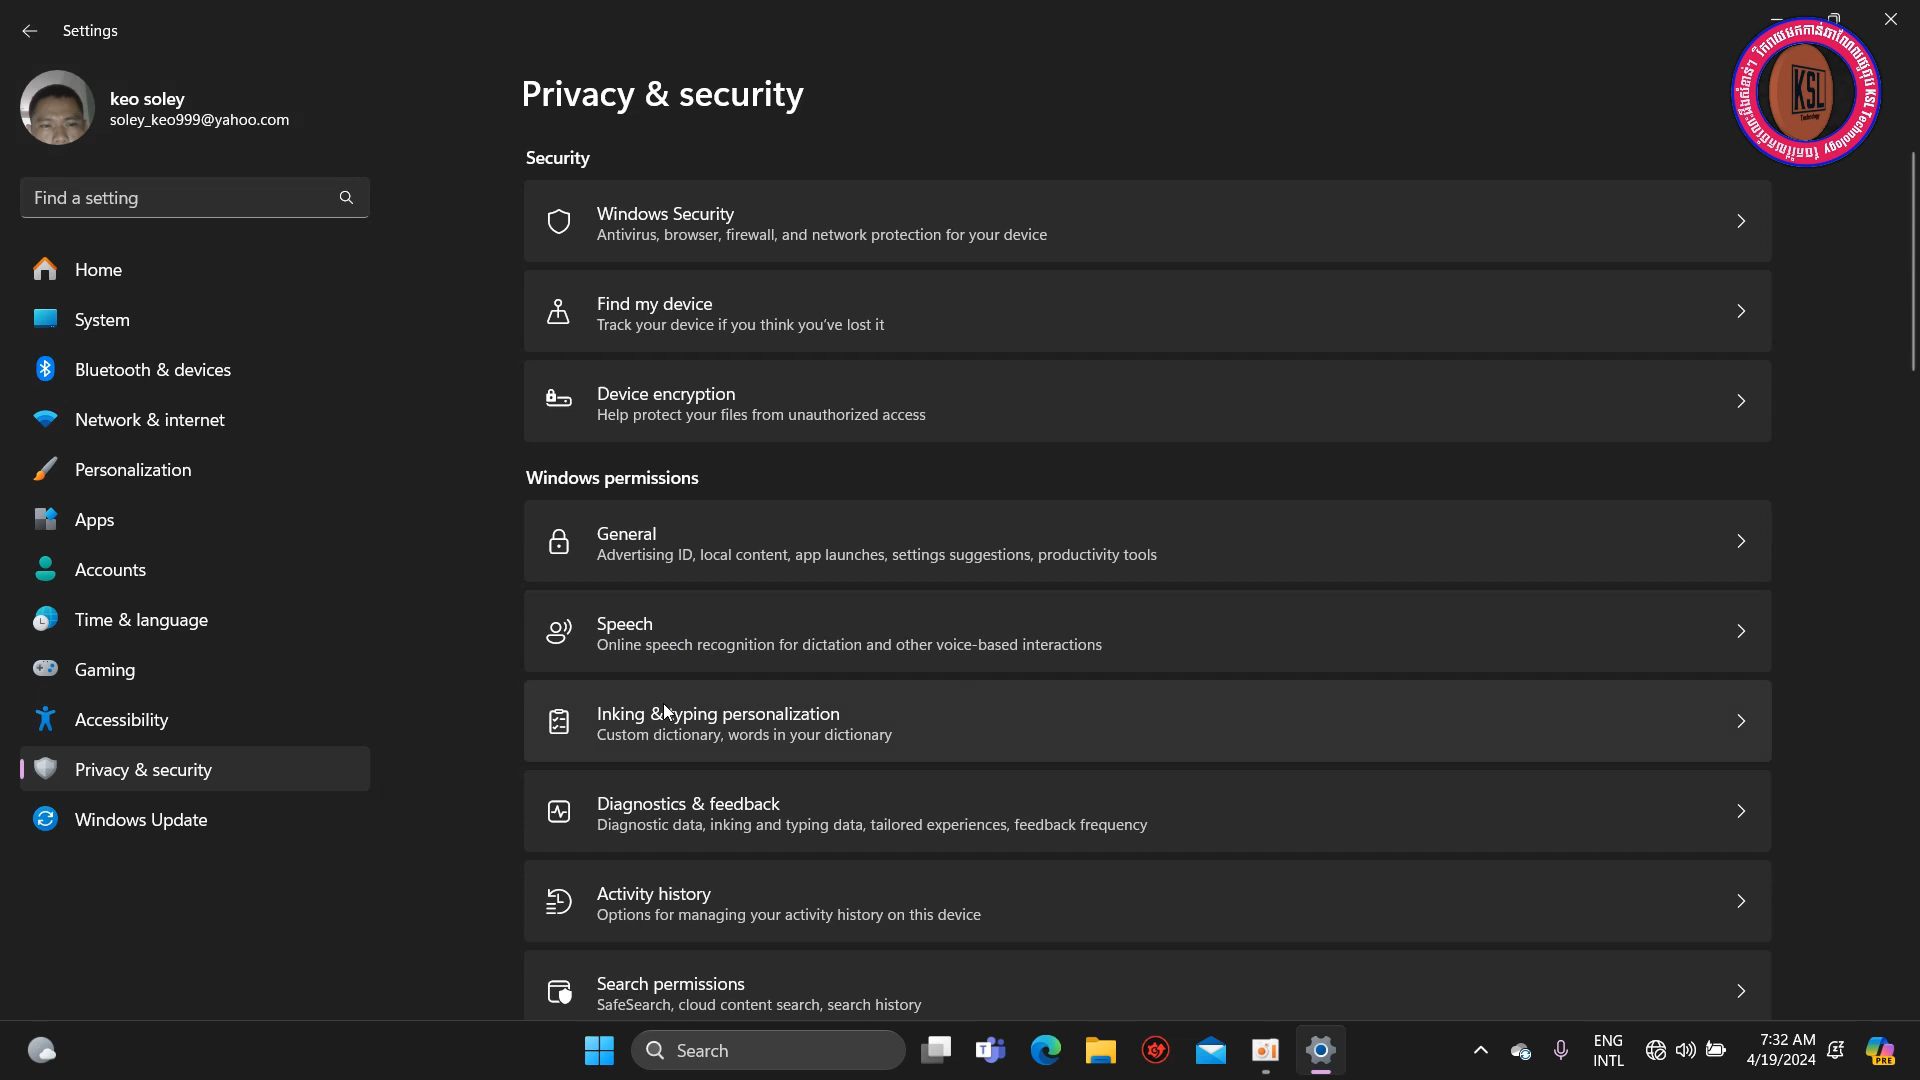 Settings
keo soley
soley_keo999@yahoo.com
Find a setting
Home
System
Bluetooth & devices
Network & internet
Personalization
Apps
Accounts
Time & language
Gaming
Accessibility
Privacy & security
Windows Update
Privacy & security
Security
Windows Security
Antivirus, browser, firewall, and network protection for your device
Find my device
Track your device if you think you've lost it
Device encryption
Help protect your files from unauthorized access
Windows permissions
General
Advertising ID, local content, app launches, settings suggestions, productivity tools
Speech
Online speech recognition for dictation and other voice-based interactions
Inking & typing personalization
Custom dictionary, words in your dictionary
Diagnostics & feedback
Diagnostic data, inking and typing data, tailored experiences, feedback frequency
Activity history
Options for managing your activity history on this device
Search permissions
SafeSearch, cloud content search, search history
KSL
Technology
KSL Technology
Search
ENG
INTL
7:32 AM
4/19/2024
PRE